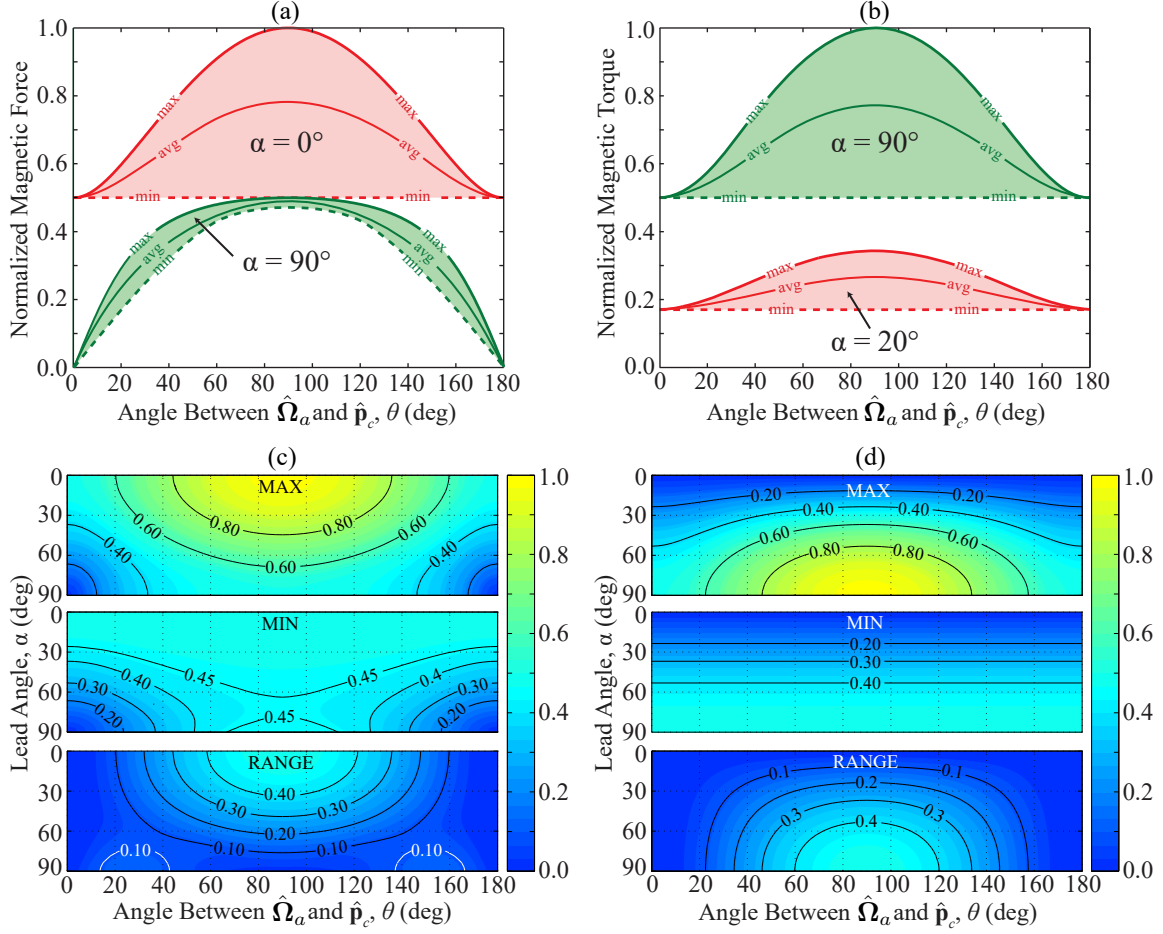 (a)
Normalized Magnetic Force
1.0
0.8
0.6
0.4
0.2
0.0
max
max
avg
avg
α = 0°
min
min
max
max
avg
avg
min
min
α = 90°
0 20 40 60 80 100 120 140 160 180
Angle Between Ω̂a and p̂c, θ (deg)
(b)
Normalized Magnetic Torque
1.0
0.8
0.6
0.4
0.2
0.0
max
max
avg
avg
α = 90°
min
min
max
max
avg
avg
min
min
α = 20°
0 20 40 60 80 100 120 140 160 180
Angle Between Ω̂a and p̂c, θ (deg)
(c)
Lead Angle, α (deg)
0
30
60
90
MAX
0.80 0.80
0.60 0.60 0.60
0.40 0.40
0
30
60
90
MIN
0.45 0.45
0.40 0.4
0.30 0.30
0.20 0.45 0.20
0
30
60
90
RANGE
0.40
0.30 0.30
0.20
0.10 0.10
0.10 0.10
0 20 40 60 80 100 120 140 160 180
Angle Between Ω̂a and p̂c, θ (deg)
1.0
0.8
0.6
0.4
0.2
0.0
(d)
Lead Angle, α (deg)
0
30
60
90
MAX
0.20 0.20
0.40 0.40
0.60 0.60
0.80 0.80
0
30
60
90
MIN
0.20
0.30
0.40
0
30
60
90
RANGE
0.1 0.1
0.2
0.3 0.3
0.4
0 20 40 60 80 100 120 140 160 180
Angle Between Ω̂a and p̂c, θ (deg)
1.0
0.8
0.6
0.4
0.2
0.0